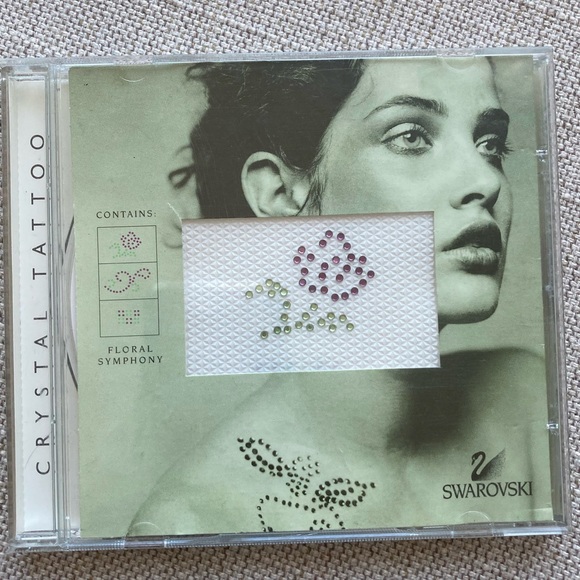 CRYSTAL TATTOO
CONTAINS:
FLORAL
SYMPHONY
SWAROVSKI